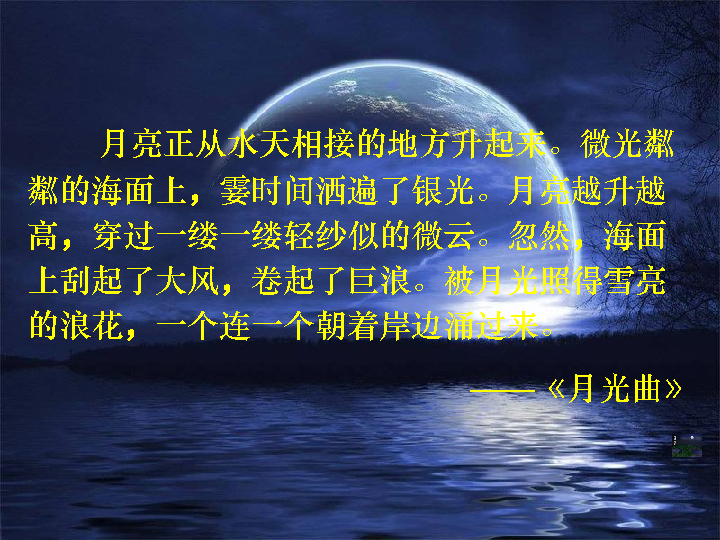 月亮正从水天相接的地方升起来。微光粼
粼的海面上，霎时间洒遍了银光。月亮越升越
高，穿过一缕一缕轻纱似的微云。忽然，海面
上刮起了大风，卷起了巨浪。被月光照得雪亮
的浪花，一个连一个朝着岸边涌过来。
——《月光曲》